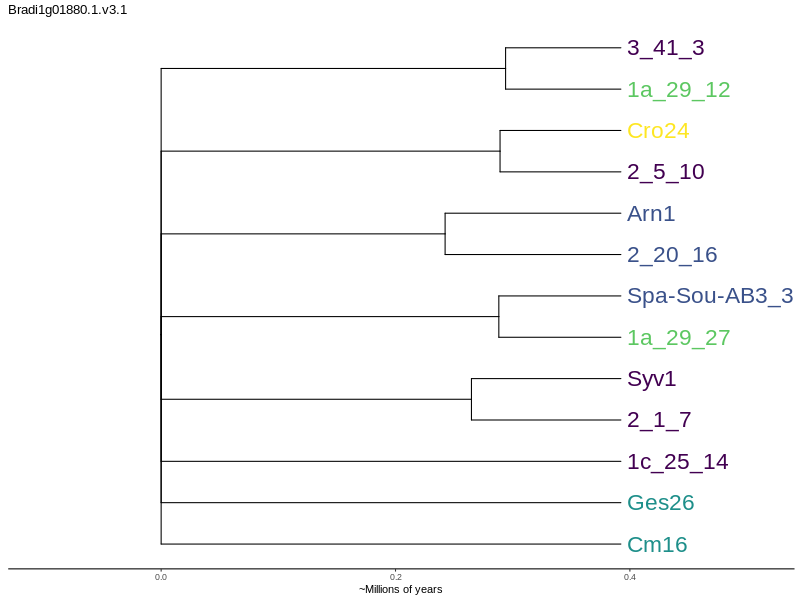 Bradi1g01880.1.v3.1
3_41_3
1a_29_12
Cro24
2_5_10
Arn1
2_20_16
Spa-Sou-AB3_3
1a_29_27
Syv1
2_1_7
1c_25_14
Ges26
Cm16
0.0 0.2 0.4
~Millions of years